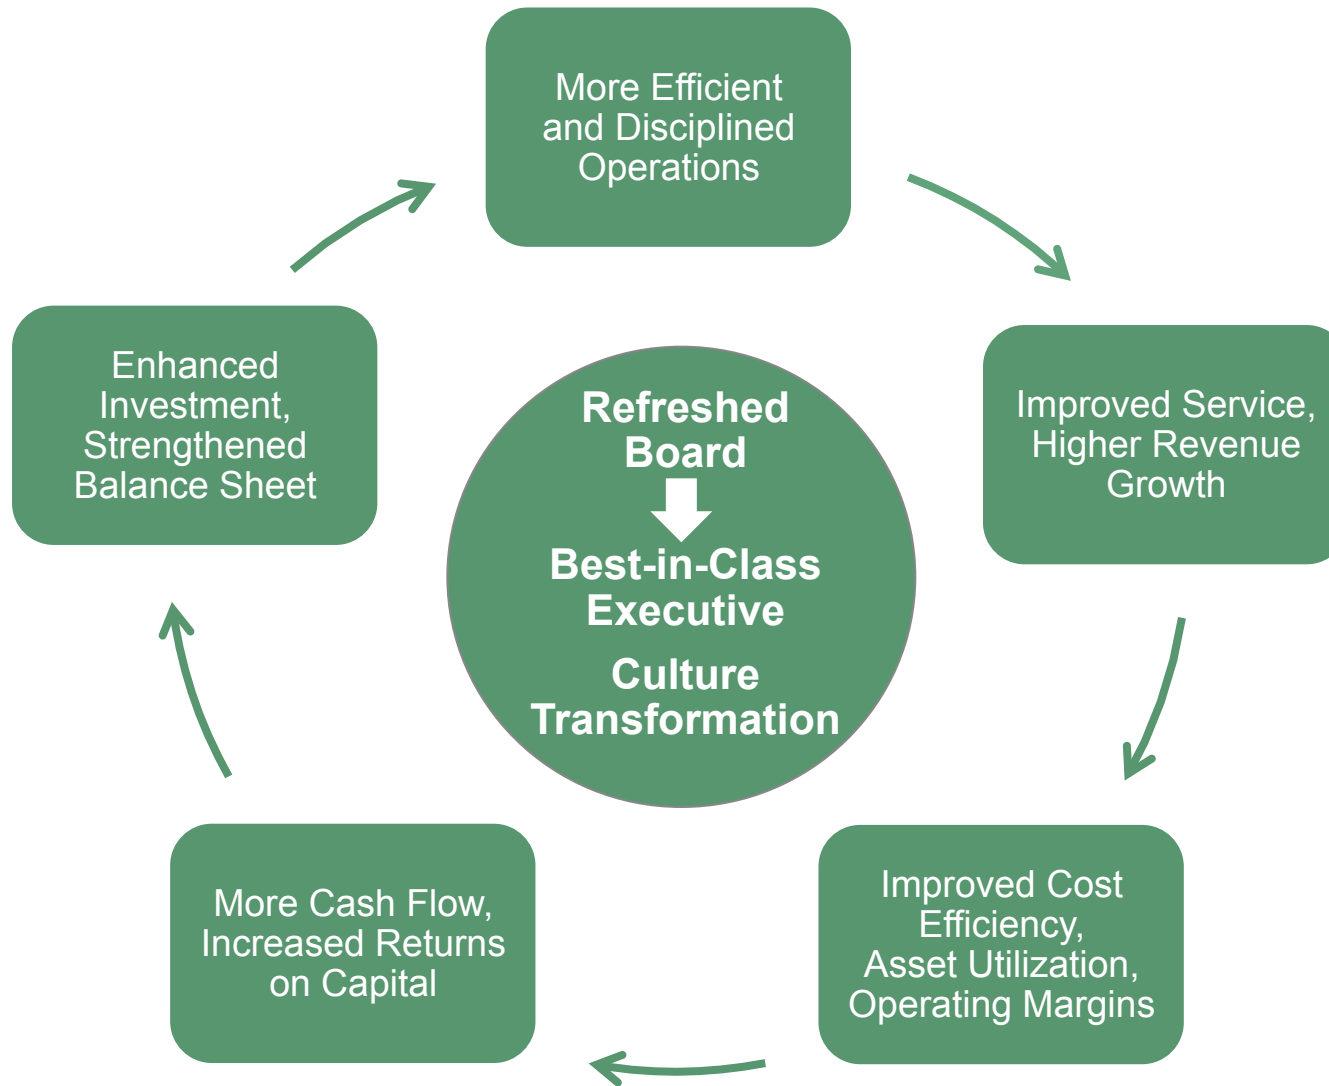 More Efficient
and Disciplined
Operations
Improved Service,
Higher Revenue
Growth
Improved Cost
Efficiency,
Asset Utilization,
Operating Margins
More Cash Flow,
Increased Returns
on Capital
Enhanced
Investment,
Strengthened
Balance Sheet
Refreshed
Board
Best-in-Class
Executive
Culture
Transformation